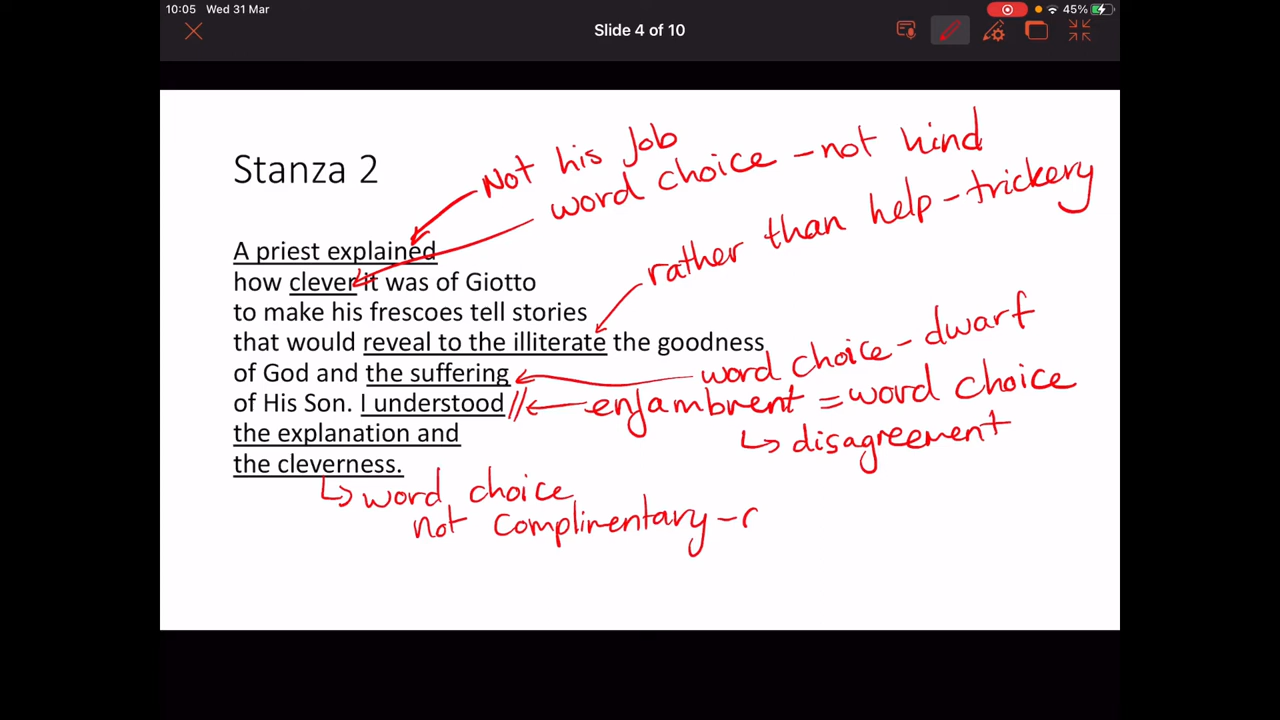 10:05 Wed 31 Mar
45%
Slide 4 of 10
Not his job
Stanza 2
word choice - not kind
rather than help - trickery
A priest explained
how clever it was of Giotto
to make his frescoes tell stories
that would reveal to the illiterate the goodness
word choice - dwarf
of God and the suffering
of His Son. I understood //
enjambment = word choice
↳ disagreement
the explanation and
the cleverness.
↳ word choice
not complimentary - r